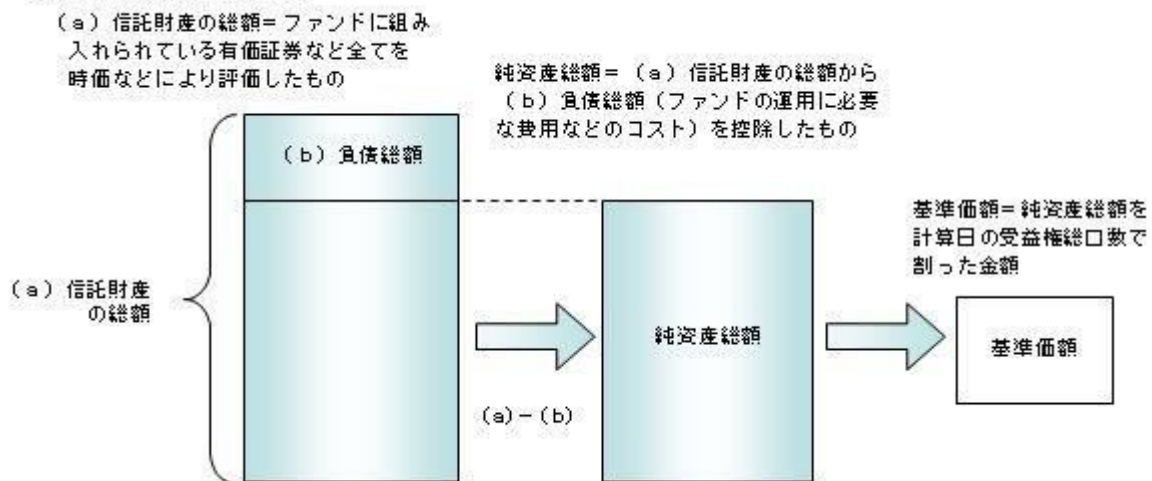 (a)信託財産の総額=ファンドに組み
入れられている有価証券など全てを
時価などにより評価したもの
純資産総額=(a)信託財産の総額から
(b)負債総額(ファンドの運用に必要
な費用などのコスト)を控除したもの
(b)負債総額
基準価額=純資産総額を
計算日の受益権総口数で
割った金額
(a)信託財産
の総額
純資産総額
基準価額
(a)-(b)